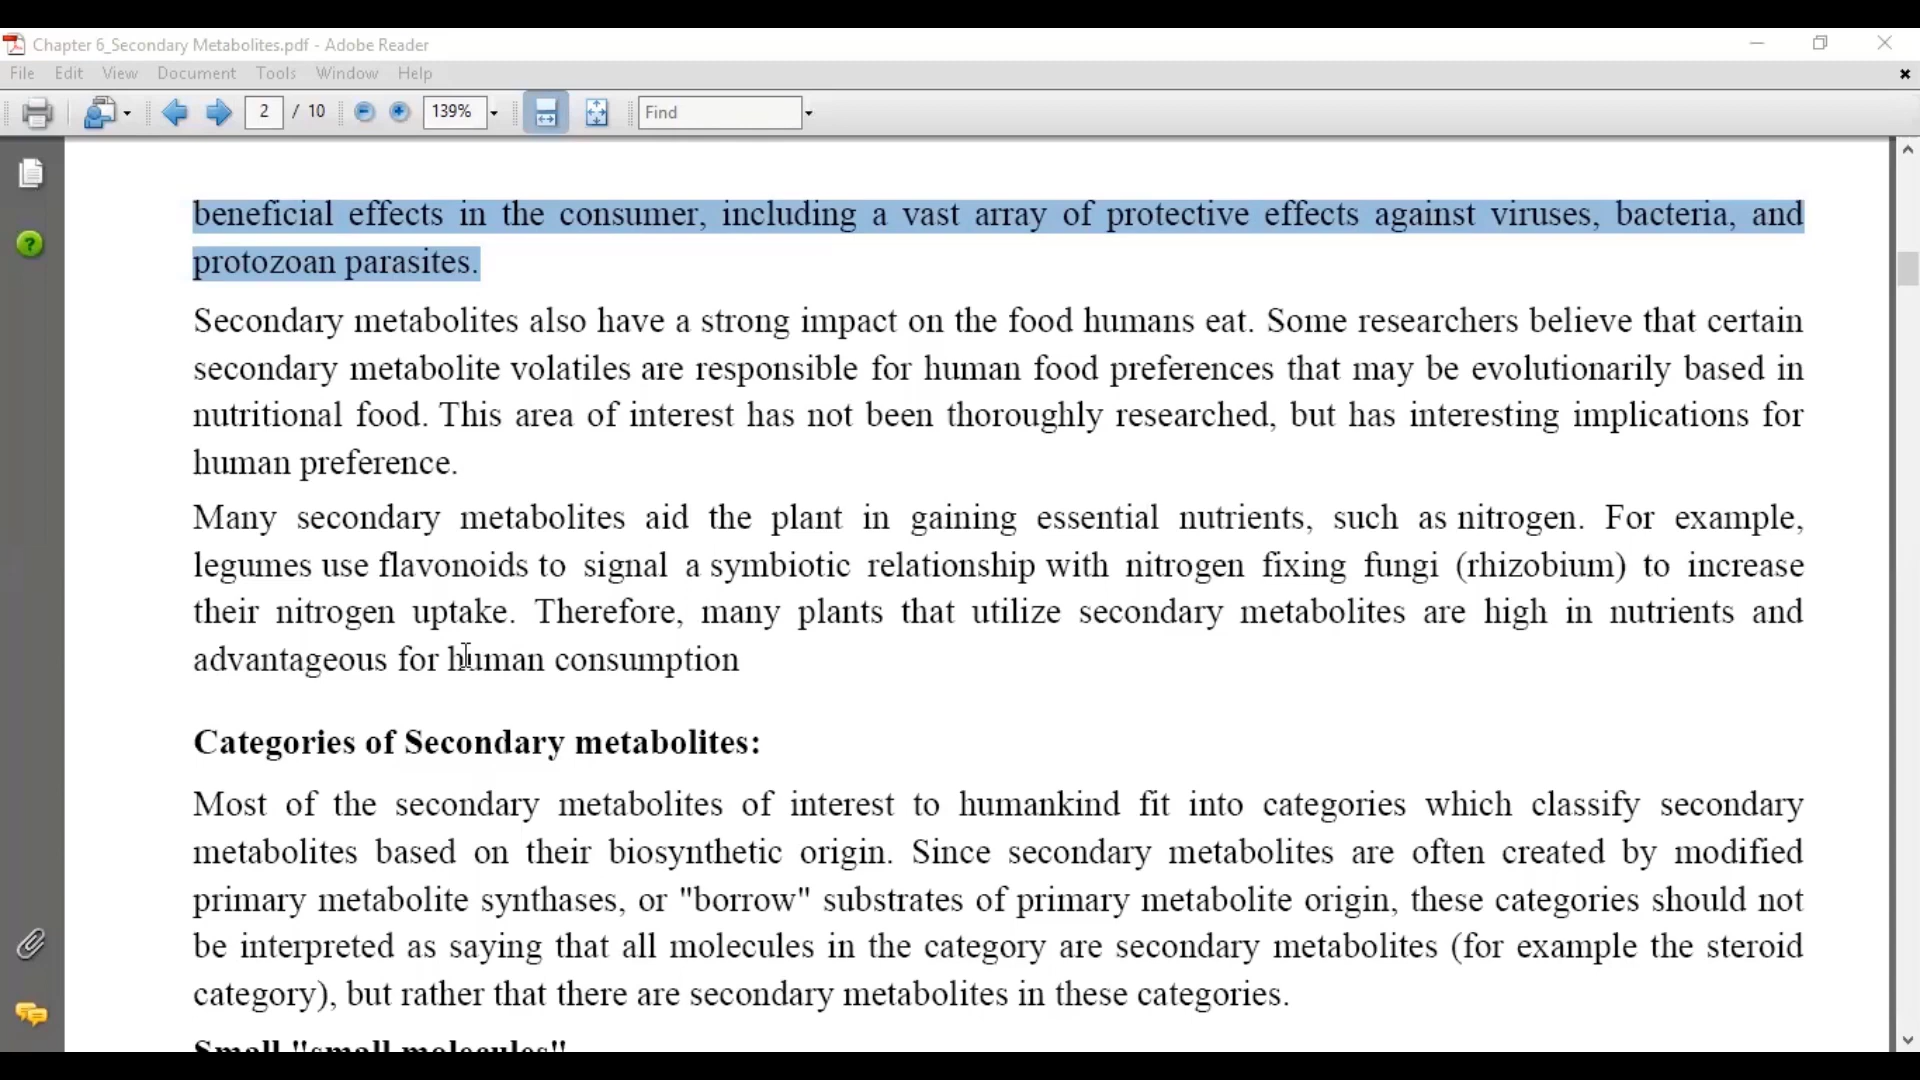 Chapter 6_Secondary Metabolites.pdf - Adobe Reader
File Edit View Document Tools Window Help
2 / 10 139% Find
beneficial effects in the consumer, including a vast array of protective effects against viruses, bacteria, and
protozoan parasites.
Secondary metabolites also have a strong impact on the food humans eat. Some researchers believe that certain
secondary metabolite volatiles are responsible for human food preferences that may be evolutionarily based in
nutritional food. This area of interest has not been thoroughly researched, but has interesting implications for
human preference.
Many secondary metabolites aid the plant in gaining essential nutrients, such as nitrogen. For example,
legumes use flavonoids to signal a symbiotic relationship with nitrogen fixing fungi (rhizobium) to increase
their nitrogen uptake. Therefore, many plants that utilize secondary metabolites are high in nutrients and
advantageous for human consumption
Categories of Secondary metabolites:
Most of the secondary metabolites of interest to humankind fit into categories which classify secondary
metabolites based on their biosynthetic origin. Since secondary metabolites are often created by modified
primary metabolite synthases, or "borrow" substrates of primary metabolite origin, these categories should not
be interpreted as saying that all molecules in the category are secondary metabolites (for example the steroid
category), but rather that there are secondary metabolites in these categories.
Small "small molecules"